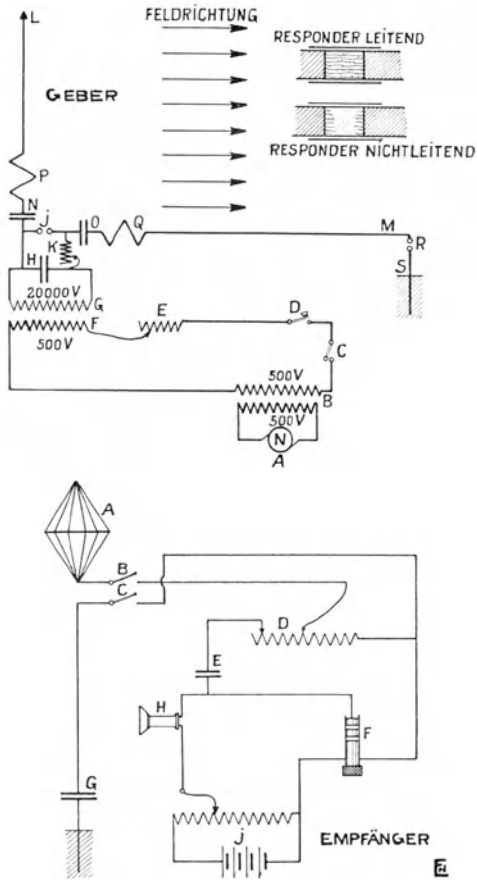 L
FELDRICHTUNG
RESPONDER LEITEND
GEBER
RESPONDER NICHTLEITEND
P
N
J
O
Q
M
R
K
H
S
20000V
G
F
E
D
500V
C
500V
B
500V
N
A
A
B
C
D
E
H
F
G
J
EMPFÄNGER